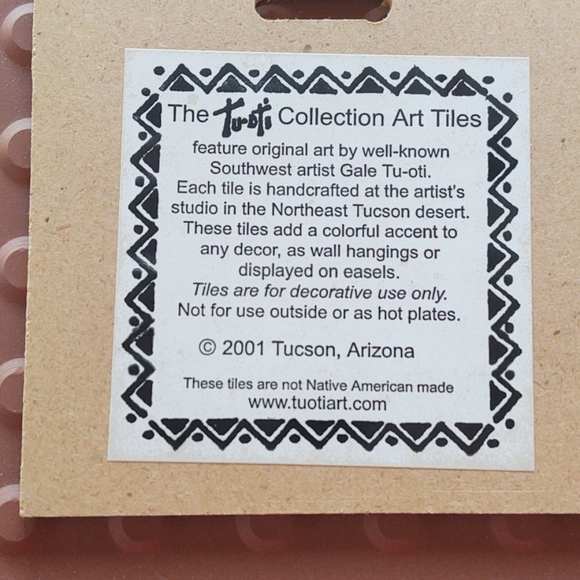 The Tu-oti Collection Art Tiles
feature original art by well-known
Southwest artist Gale Tu-oti.
Each tile is handcrafted at the artist's
studio in the Northeast Tucson desert.
These tiles add a colorful accent to
any decor, as wall hangings or
displayed on easels.
Tiles are for decorative use only.
Not for use outside or as hot plates.
© 2001 Tucson, Arizona
These tiles are not Native American made
www.tuotiart.com